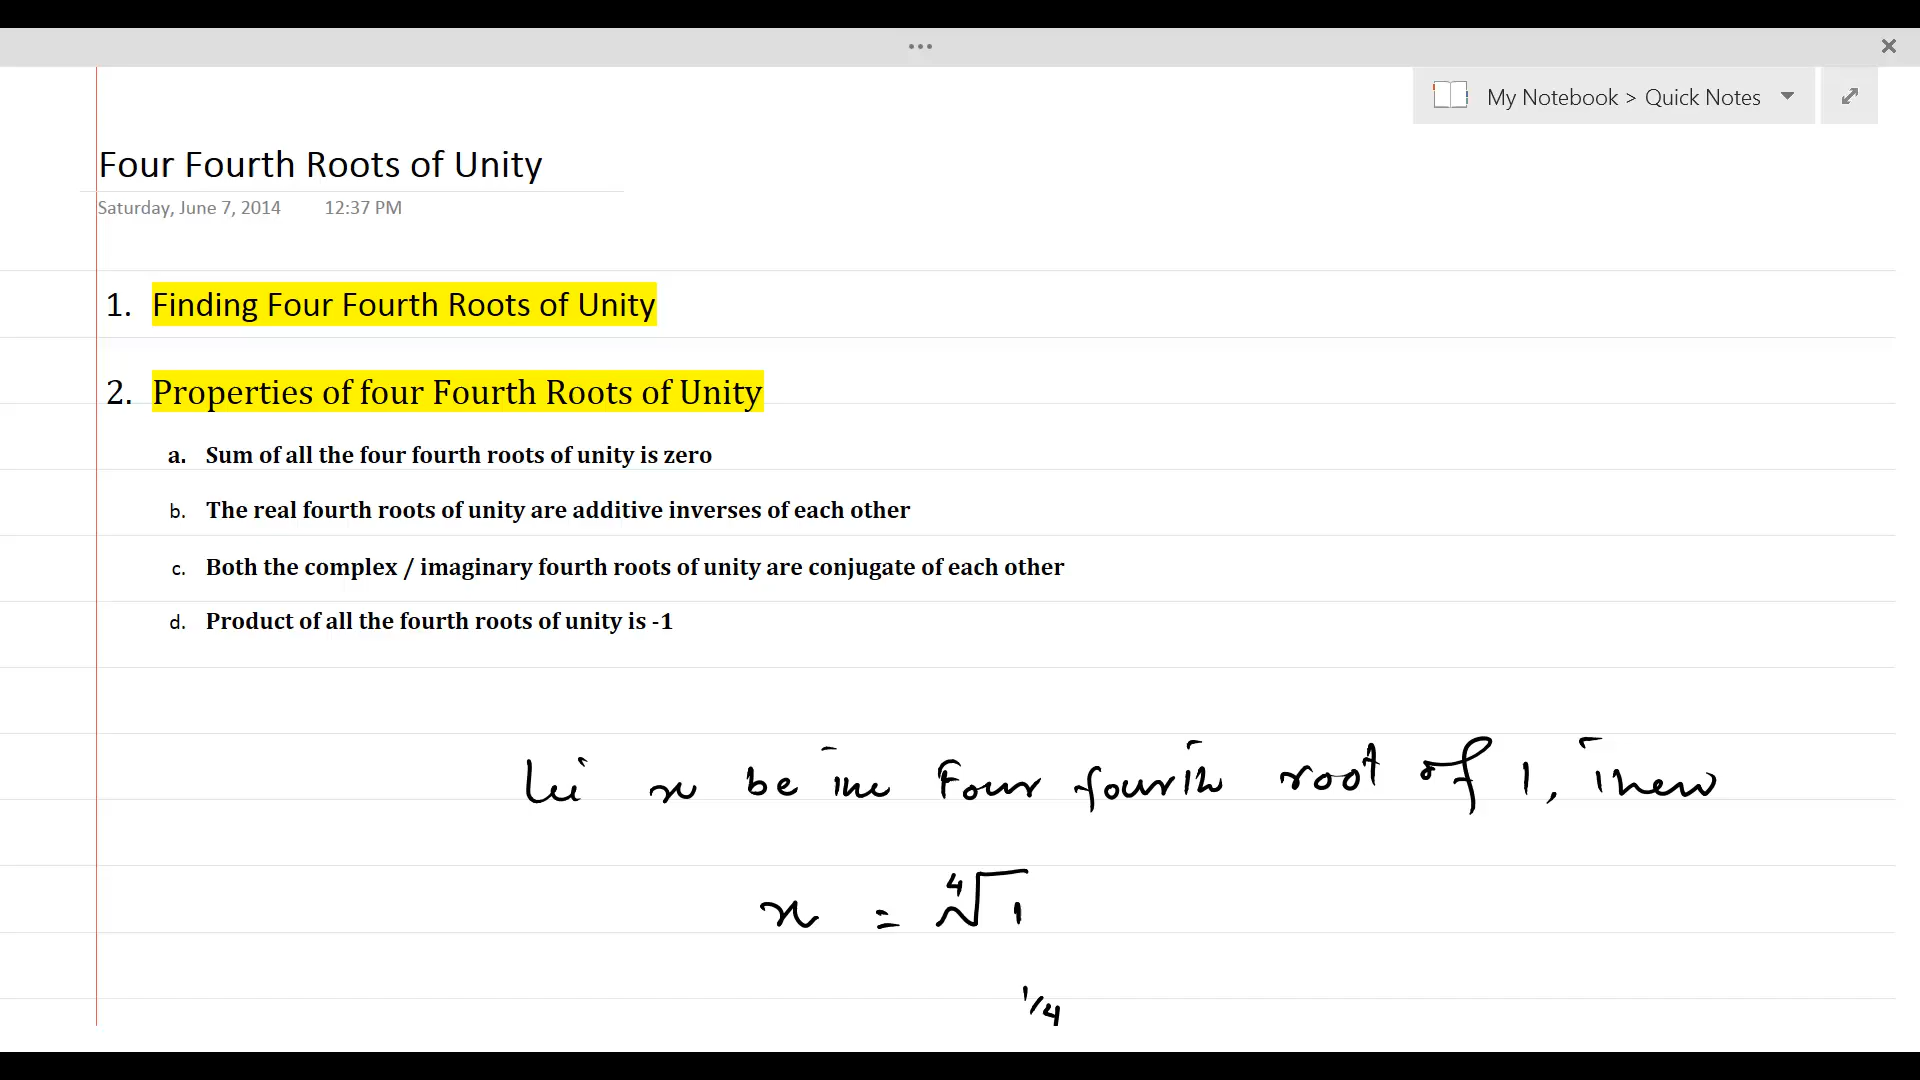 •••
My Notebook > Quick Notes
Four Fourth Roots of Unity
Saturday, June 7, 2014 12:37 PM
1. Finding Four Fourth Roots of Unity
2. Properties of four Fourth Roots of Unity
a. Sum of all the four fourth roots of unity is zero
b. The real fourth roots of unity are additive inverses of each other
c. Both the complex / imaginary fourth roots of unity are conjugate of each other
d. Product of all the fourth roots of unity is -1
Let x be the Four fourth root of 1, then
x = ∜1
1/4